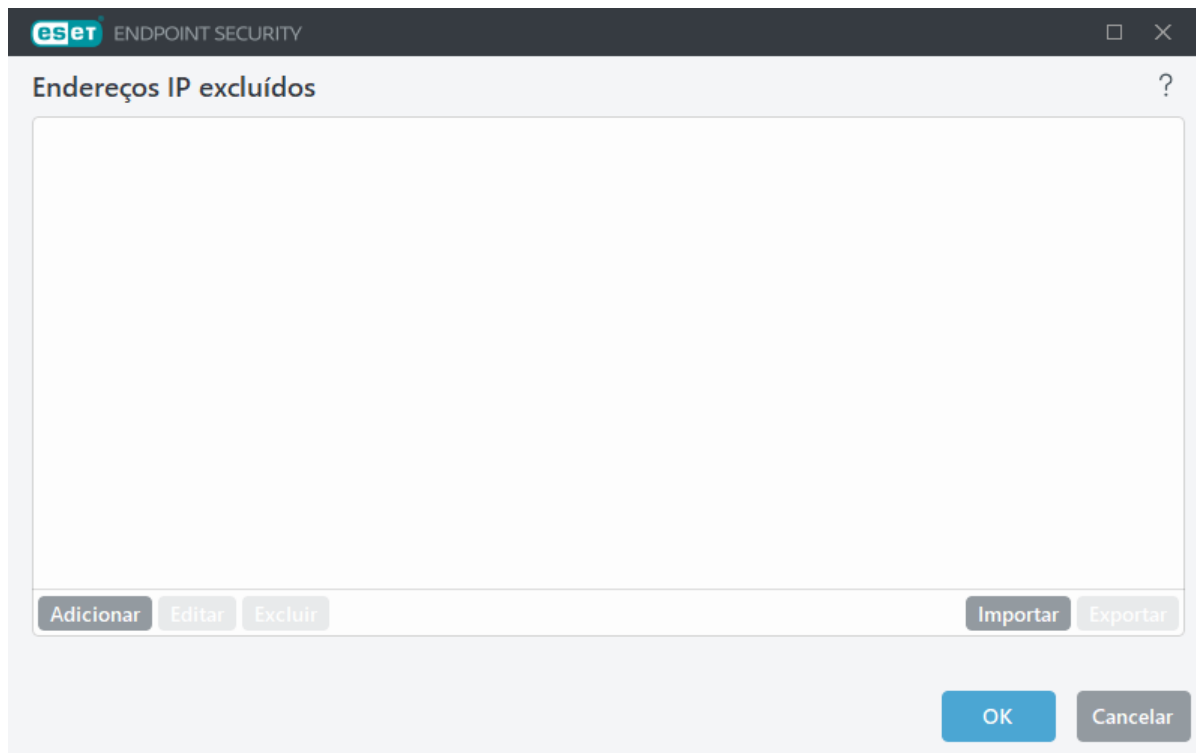 eset ENDPOINT SECURITY
Endereços IP excluídos ?
Adicionar Editar Excluir Importar Exportar
OK Cancelar